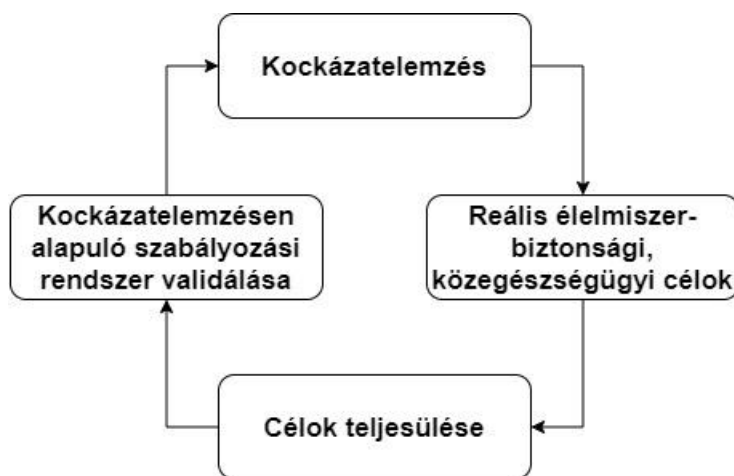 Kockázatelemzés
Kockázatelemzésen
alapuló szabályozási
rendszer validálása
Reális élelmiszer-
biztonsági,
közegészségügyi célok
Célok teljesülése